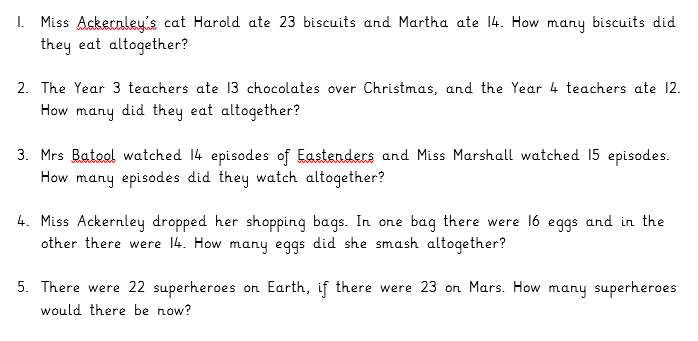 1. Miss Ackernley's cat Harold ate 23 biscuits and Martha ate 14. How many biscuits did
they eat altogether?
2. The Year 3 teachers ate 13 chocolates over Christmas, and the Year 4 teachers ate 12.
How many did they eat altogether?
3. Mrs Batool watched 14 episodes of Eastenders and Miss Marshall watched 15 episodes.
How many episodes did they watch altogether?
4. Miss Ackernley dropped her shopping bags. In one bag there were 16 eggs and in the
other there were 14. How many eggs did she smash altogether?
5. There were 22 superheroes on Earth, if there were 23 on Mars. How many superheroes
would there be now?